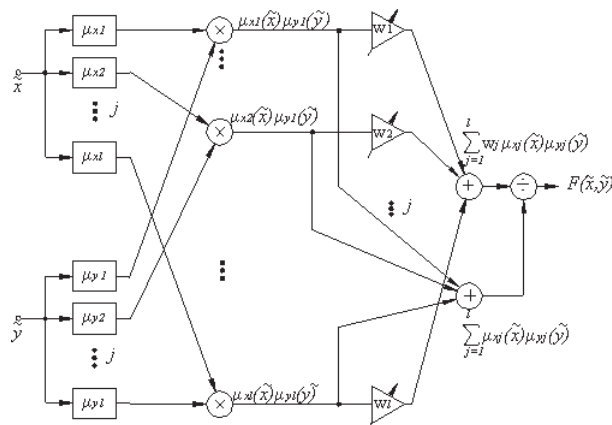 μx1
μx2
j
μxl
x̃
μy1
μy2
j
μyl
ỹ
×
×
×
μx1(x̃)μy1(ỹ)
μx2(x̃)μy1(ỹ)
μxl(x̃)μyl(ỹ)
w1
w2
j
wl
l
∑ wj μxj(x̃)μyj(ỹ)
j=1
+
÷
F(x̃,ỹ)
+
l
∑ μxj(x̃)μyj(ỹ)
j=1